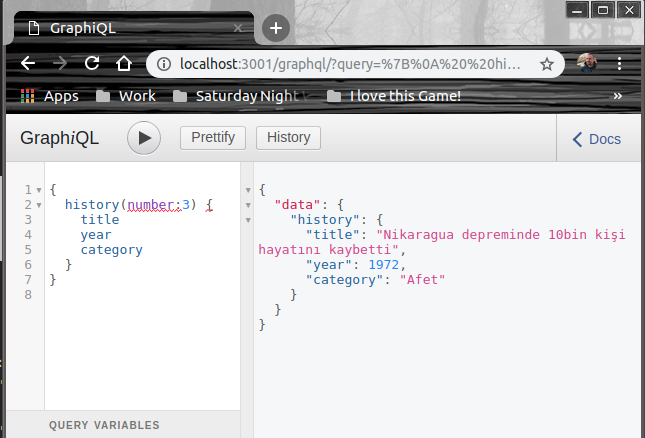 GraphiQL
localhost:3001/graphql/?query=%7B%0A%20%20hi...
Apps Work Saturday Night I love this Game! »
GraphiQL Prettify History Docs
1 {
2 history(number:3) {
3 title
4 year
5 category
6 }
7 }
8
{
"data": {
"history": {
"title": "Nikaragua depreminde 10bin kişi
hayatını kaybetti",
"year": 1972,
"category": "Afet"
}
}
}
QUERY VARIABLES